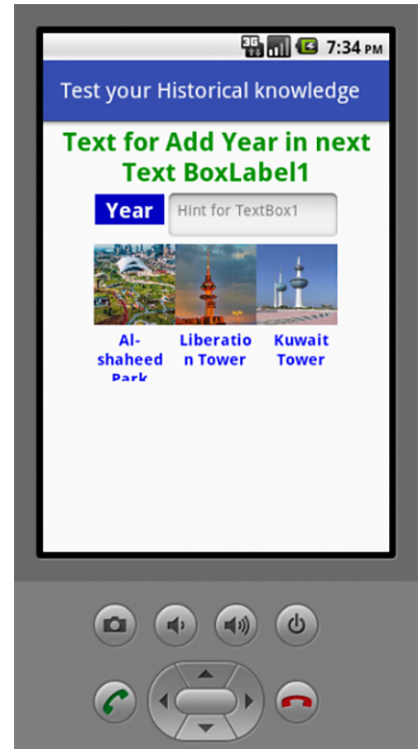 3G 7:34 PM
Test your Historical knowledge
Text for Add Year in next
Text BoxLabel1
Year Hint for TextBox1
Al- Liberatio Kuwait
shaheed n Tower Tower
Park